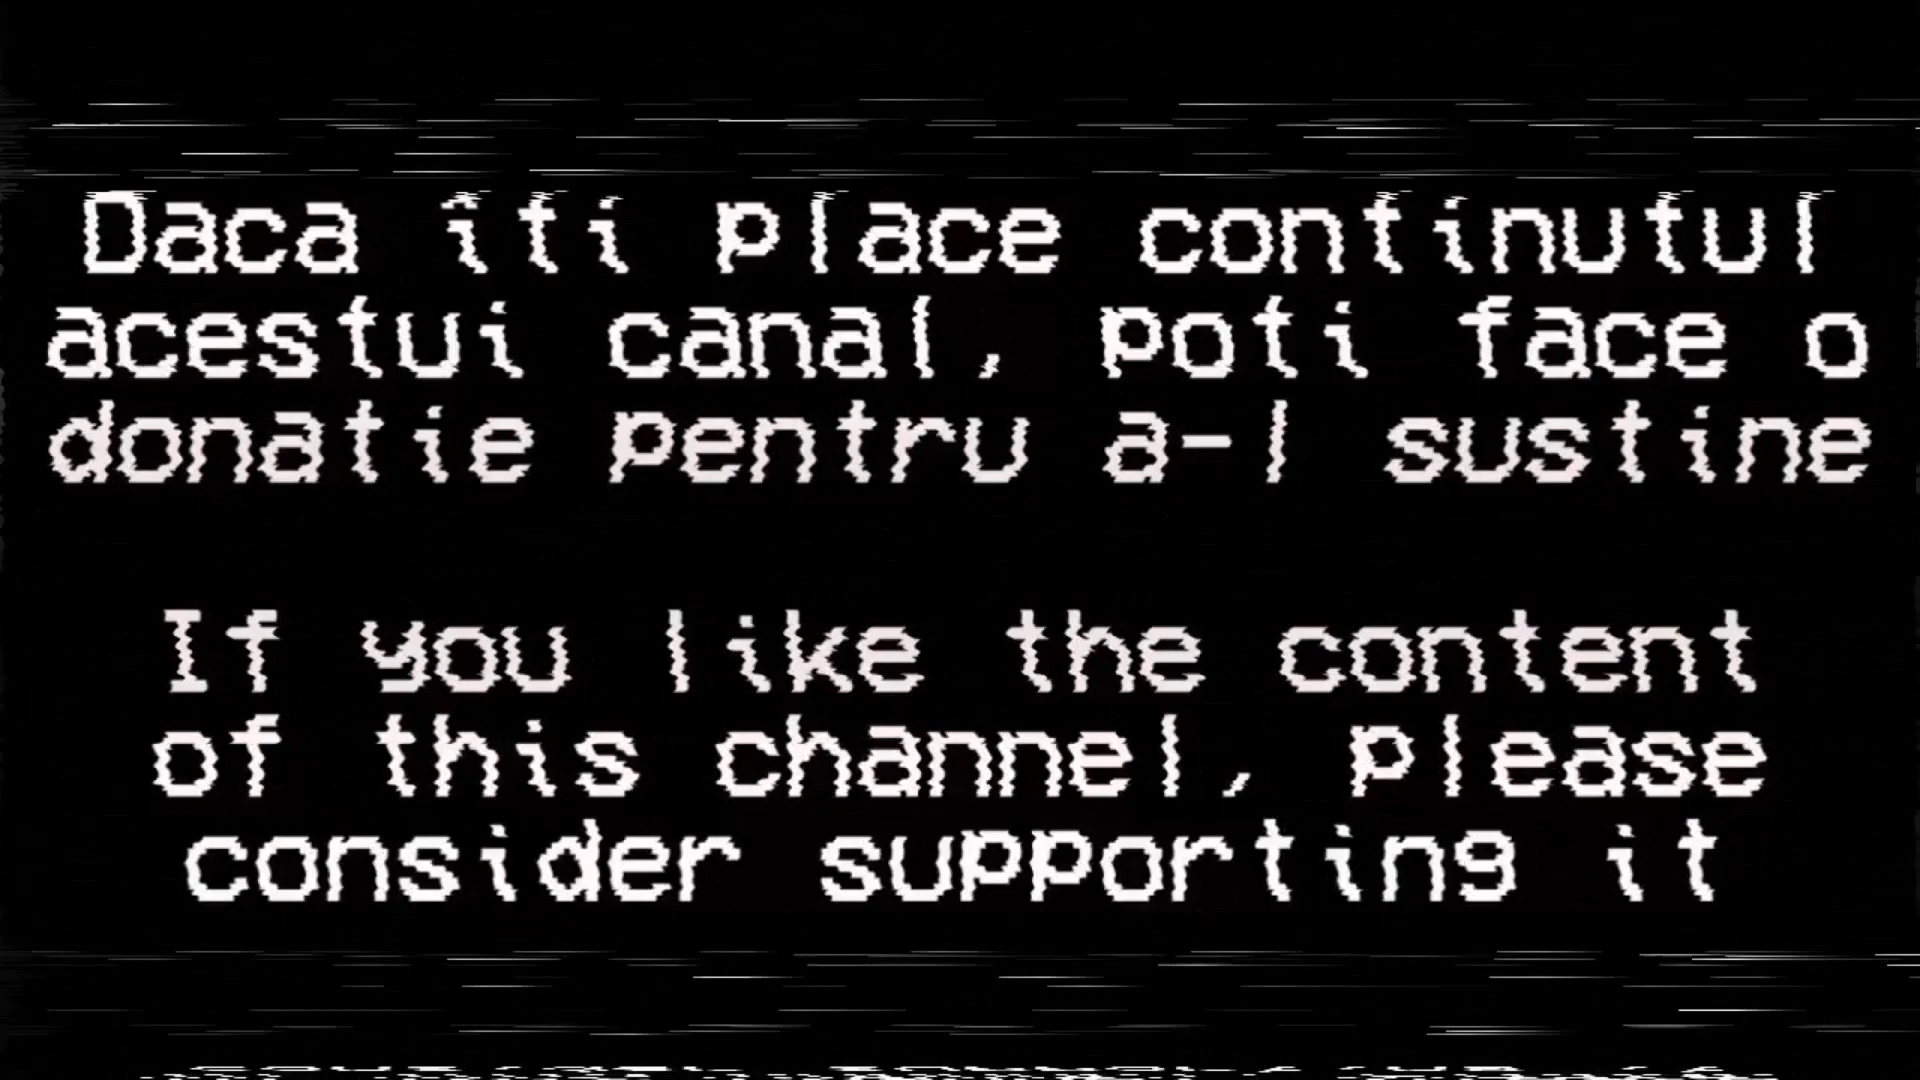 Daca îti place continutul
acestui canal, poti face o
donatie pentru a-l sustine
If you like the content
of this channel, please
consider supporting it